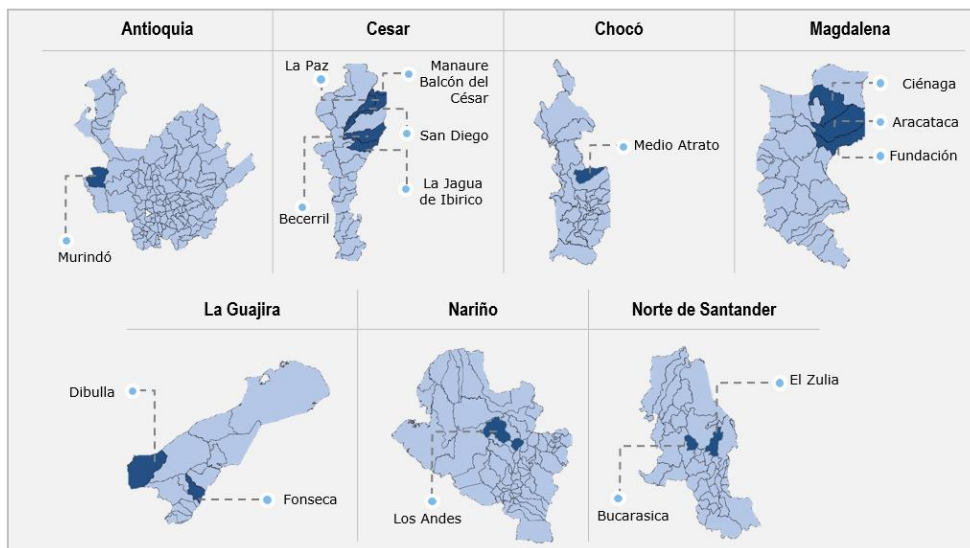 Antioquia
Cesar
Chocó
Magdalena
Murindó
La Paz
Manaure
Balcón del
César
San Diego
La Jagua
de Ibirico
Becerril
Medio Atrato
Ciénaga
Aracataca
Fundación
La Guajira
Nariño
Norte de Santander
Dibulla
Fonseca
Los Andes
El Zulia
Bucarasica